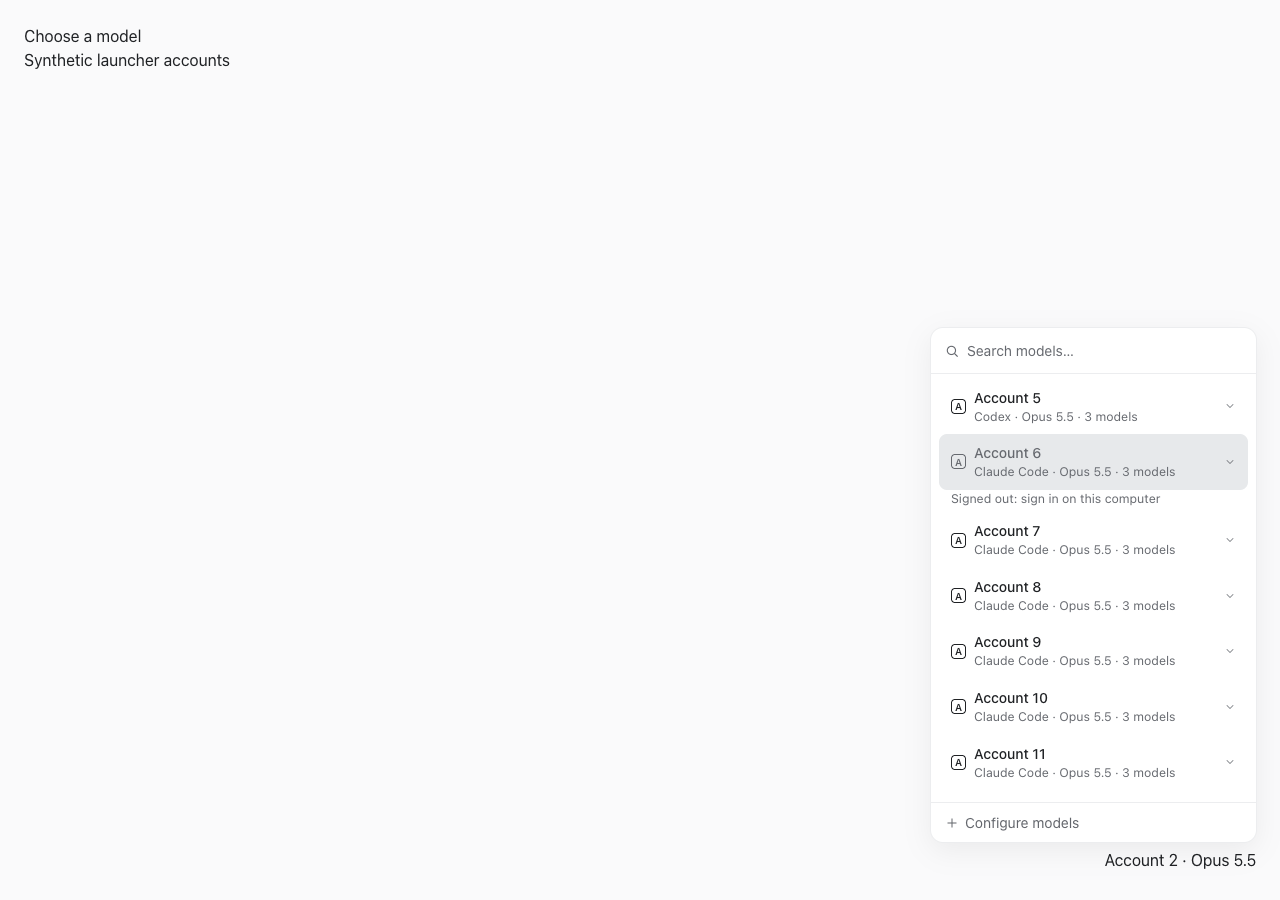 Choose a model
Synthetic launcher accounts
Search models...
A Account 5
Codex · Opus 5.5 · 3 models
A Account 6
Claude Code · Opus 5.5 · 3 models
Signed out: sign in on this computer
A Account 7
Claude Code · Opus 5.5 · 3 models
A Account 8
Claude Code · Opus 5.5 · 3 models
A Account 9
Claude Code · Opus 5.5 · 3 models
A Account 10
Claude Code · Opus 5.5 · 3 models
A Account 11
Claude Code · Opus 5.5 · 3 models
+ Configure models
Account 2 · Opus 5.5